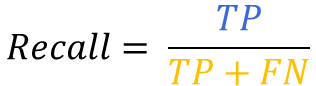 Recall = TP / TP + FN